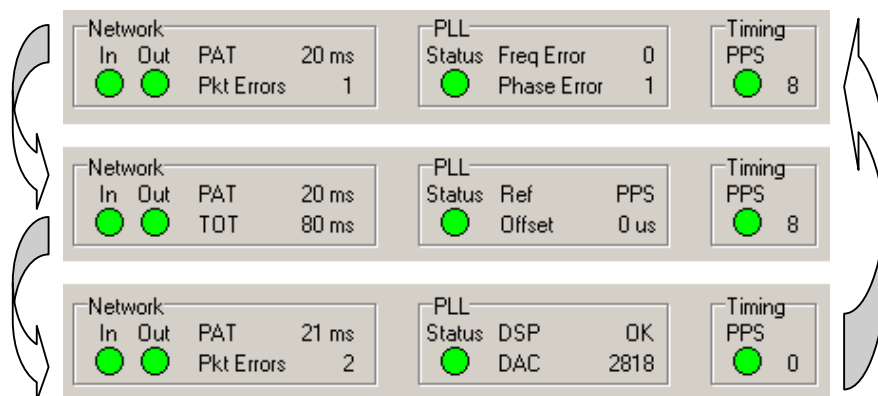 Network PLL Timing
In Out PAT 20 ms Status Freq Error 0 PPS
Pkt Errors 1 Phase Error 1 8
Network PLL Timing
In Out PAT 20 ms Status Ref PPS PPS
TOT 80 ms Offset 0 us 8
Network PLL Timing
In Out PAT 21 ms Status DSP OK PPS
Pkt Errors 2 DAC 2818 0